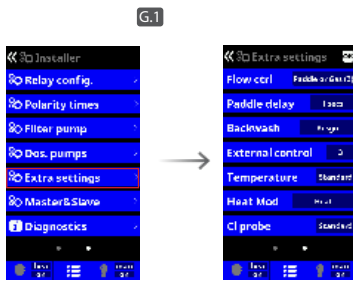 G.1
Installer
Relay config.
Polarity times
Filter pump
Dos. pumps
Extra settings
Master&Slave
Diagnostics
Extra settings
Flow ctrl
Paddle delay
Backwash
External control
Temperature Standard
Heat Mod Heat
Cl probe Standard